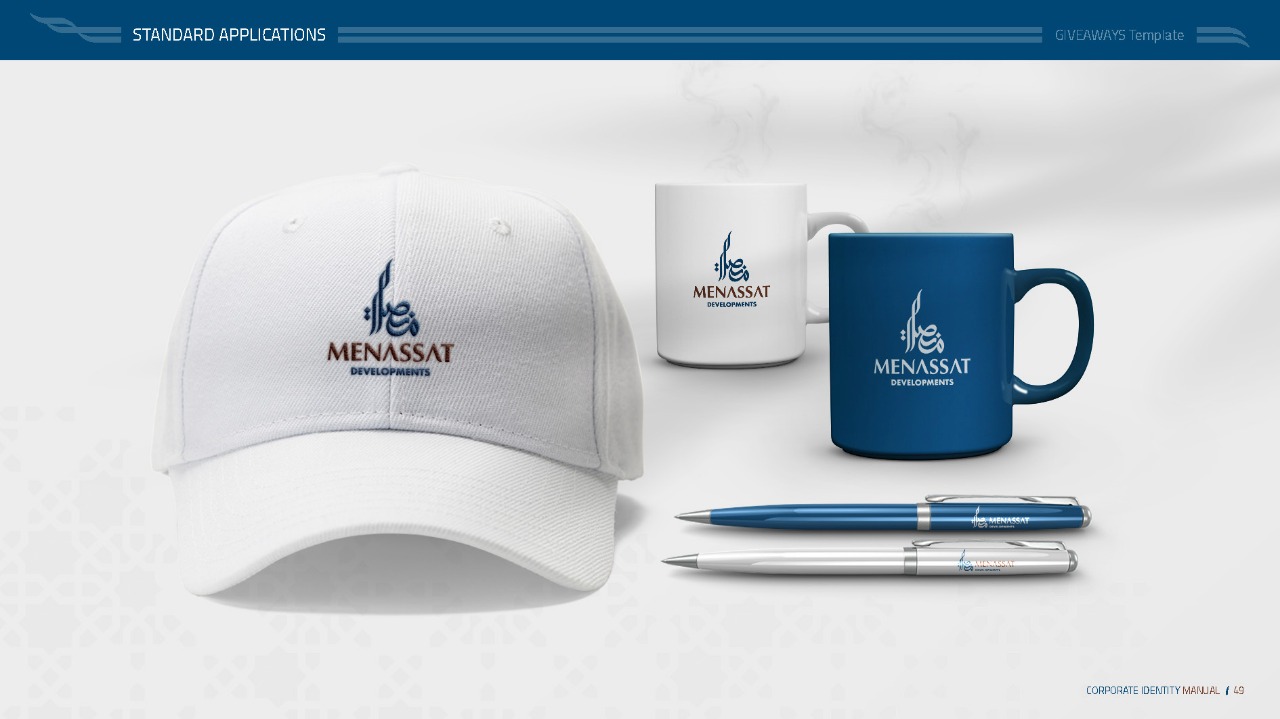 STANDARD APPLICATIONS
GIVEAWAYS Template
منصات
MENASSAT
DEVELOPMENTS
منصات
MENASSAT
DEVELOPMENTS
منصات
MENASSAT
DEVELOPMENTS
MENASSAT
DEVELOPMENTS
MENASSAT
CORPORATE IDENTITY MANUAL / 49